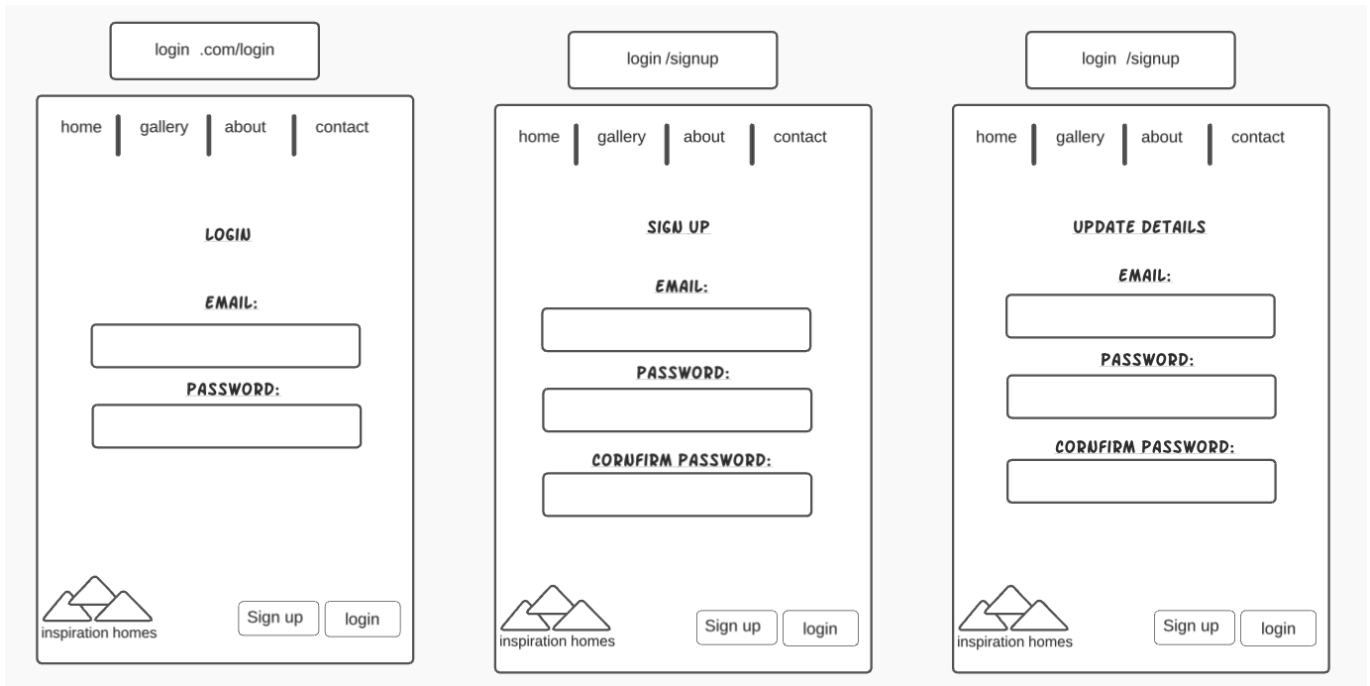 login .com/login
home gallery about contact
LOGIN
EMAIL:
PASSWORD:
inspiration homes
Sign up login
login /signup
home gallery about contact
SIGN UP
EMAIL:
PASSWORD:
CORNFIRM PASSWORD:
inspiration homes
Sign up login
login /signup
home gallery about contact
UPDATE DETAILS
EMAIL:
PASSWORD:
CORNFIRM PASSWORD:
inspiration homes
Sign up login